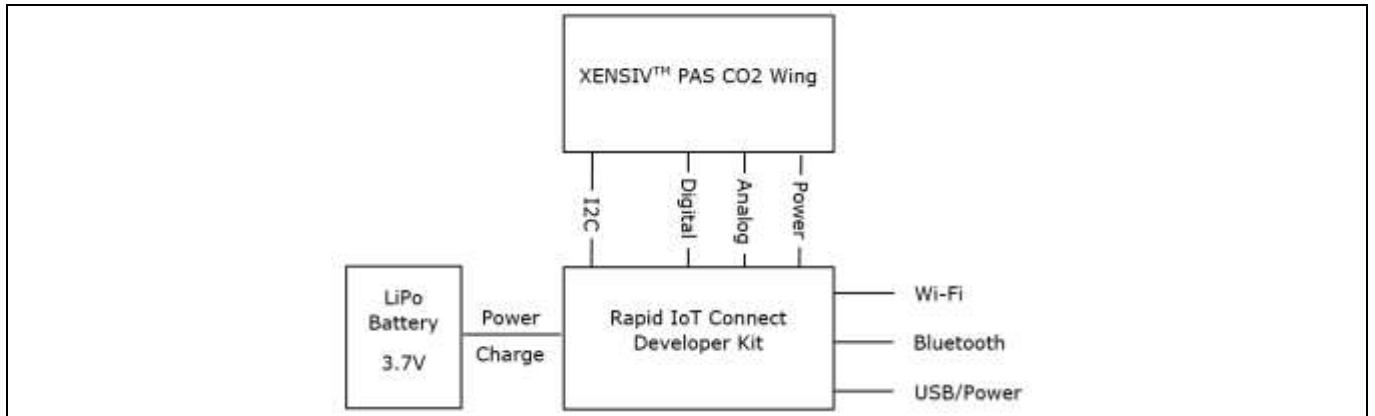 XENSIV™ PAS CO2 Wing
I2C
Digital
Analog
Power
LiPo
Battery
3.7V
Power
Charge
Rapid IoT Connect
Developer Kit
Wi-Fi
Bluetooth
USB/Power